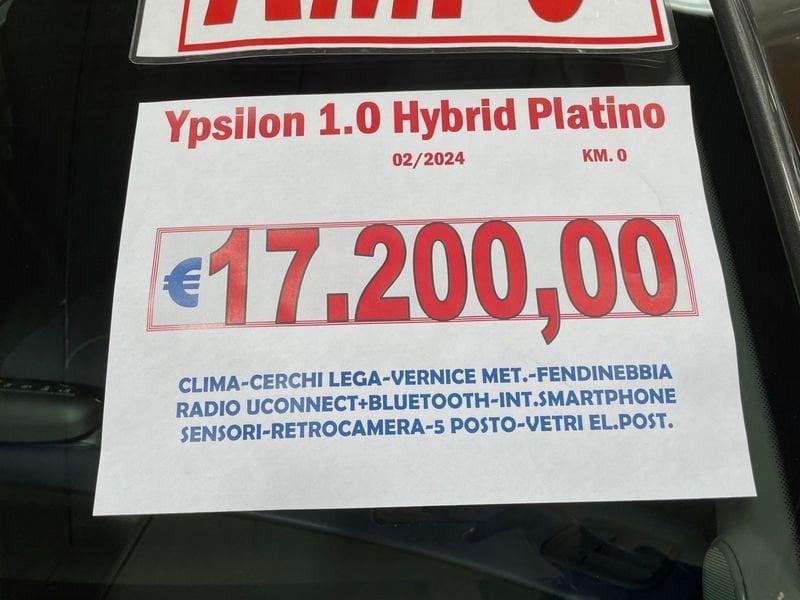 Ypsilon 1.0 Hybrid Platino
02/2024 KM. 0
€17.200,00
CLIMA-CERCHI LEGA-VERNICE MET.-FENDINEBBIA
RADIO UCONNECT+BLUETOOTH-INT.SMARTPHONE
SENSORI-RETROCAMERA-5 POSTO-VETRI EL.POST.